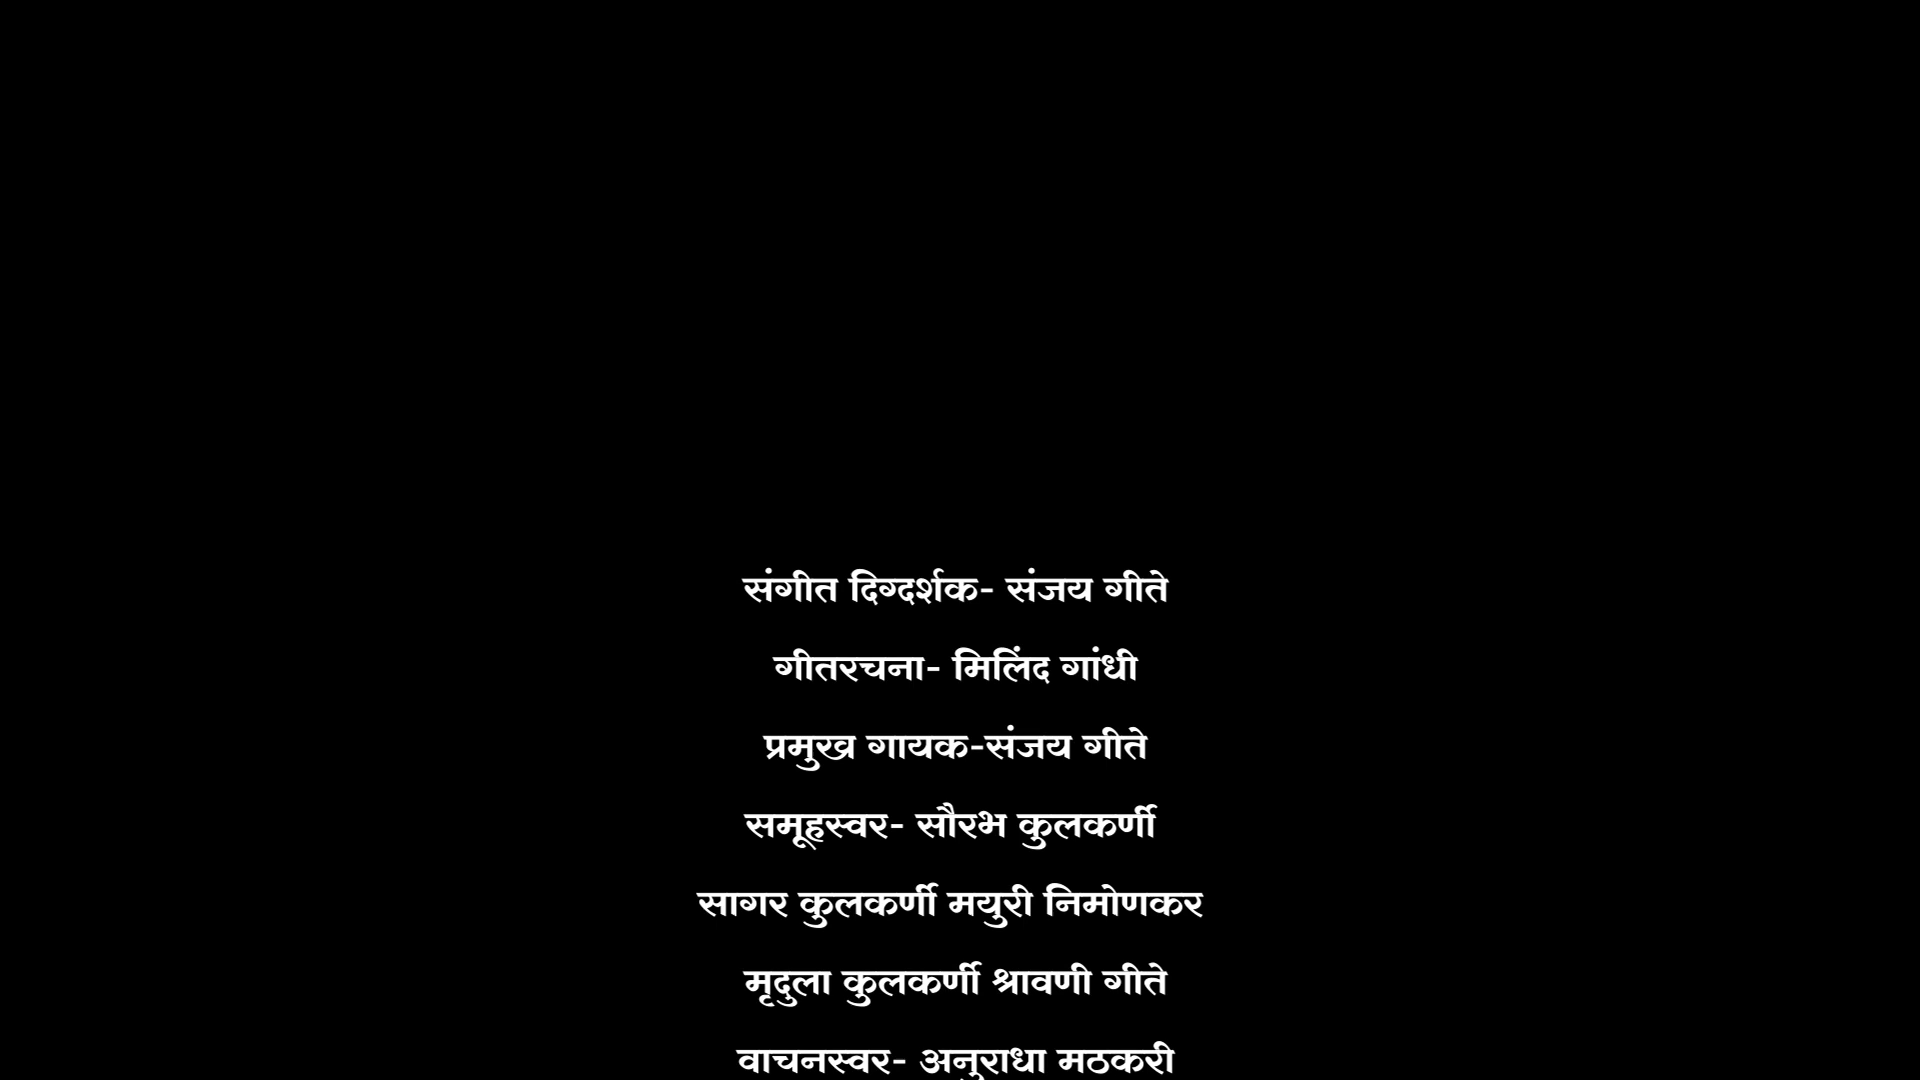 संगीत दिग्दर्शक- संजय गीते
गीतरचना- मिलिंद गांधी
प्रमुख गायक-संजय गीते
समूहस्वर- सौरभ कुलकर्णी
सागर कुलकर्णी मयुरी निमोणकर
मृदुला कुलकर्णी श्रावणी गीते
वाचनस्वर- अनुराधा मठकरी